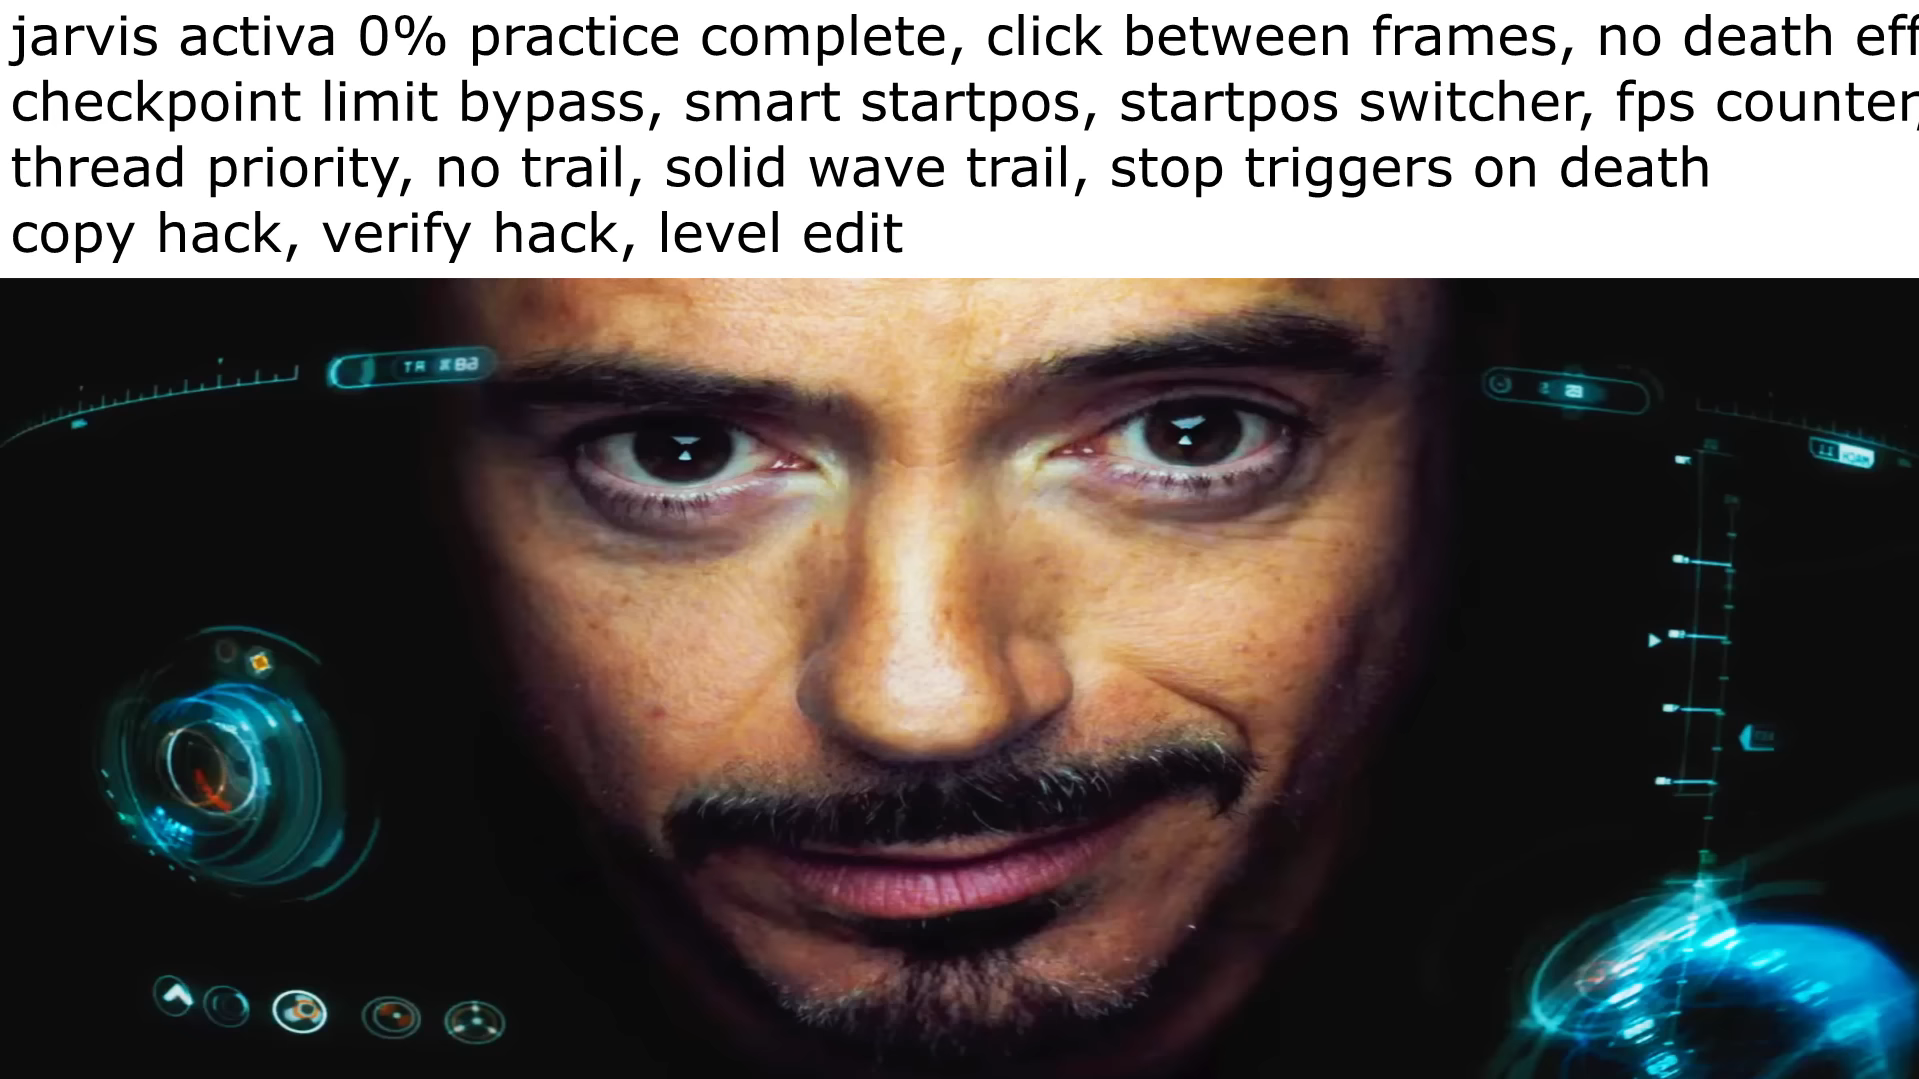 jarvis activa 0% practice complete, click between frames, no death eff
checkpoint limit bypass, smart startpos, startpos switcher, fps counter,
thread priority, no trail, solid wave trail, stop triggers on death
copy hack, verify hack, level edit